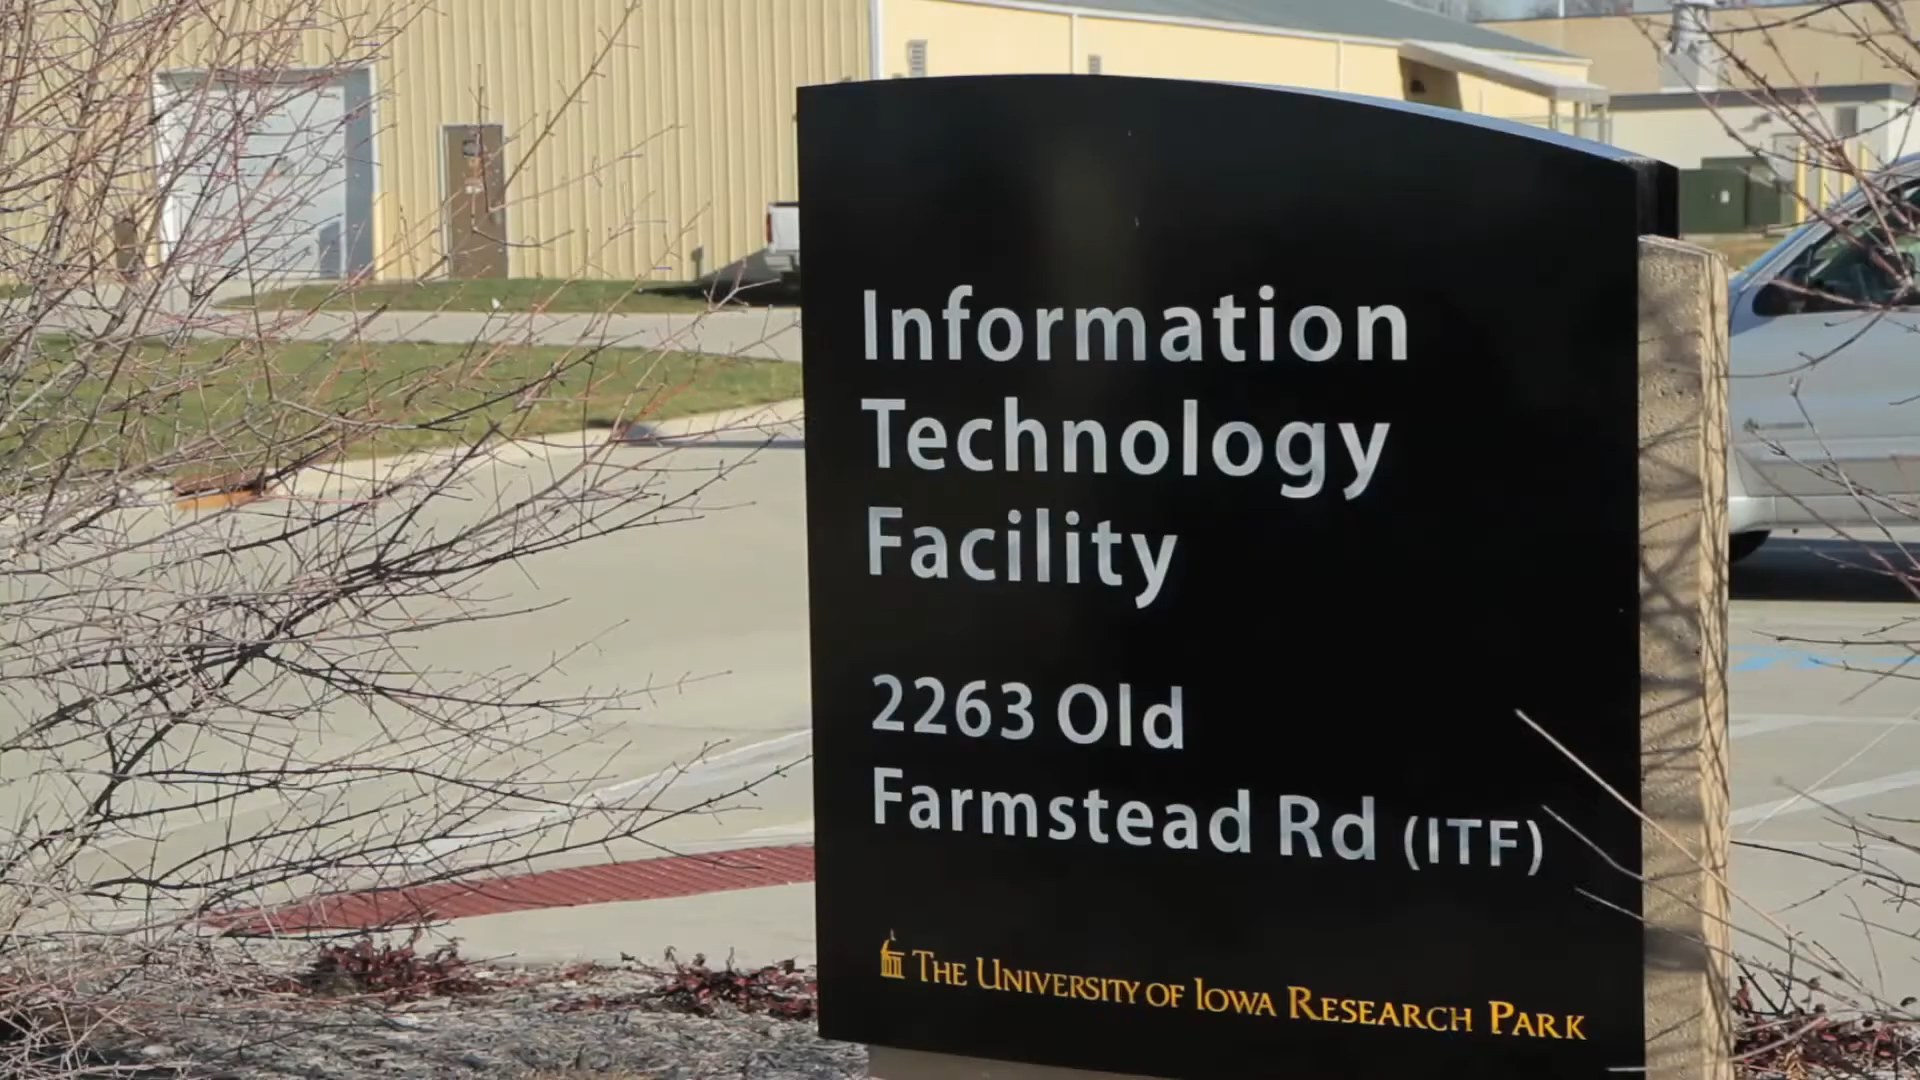 Information
Technology
Facility
2263 Old
Farmstead Rd (ITF)
The University of Iowa Research Park